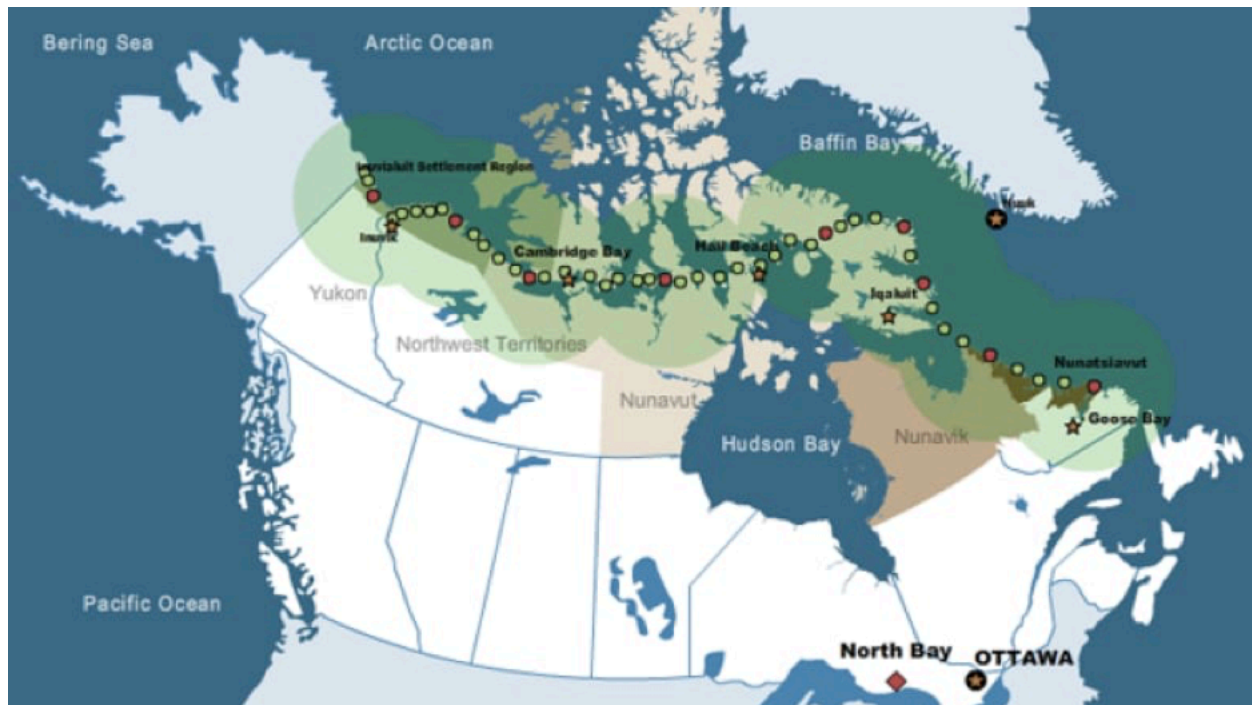 Bering Sea
Arctic Ocean
Baffin Bay
Inuvialuit Settlement Region
Nuuk
Inuvik
Cambridge Bay
Hall Beach
Yukon
Iqaluit
Northwest Territories
Nunatsiavut
Nunavut
Goose Bay
Nunavik
Hudson Bay
Pacific Ocean
North Bay
OTTAWA